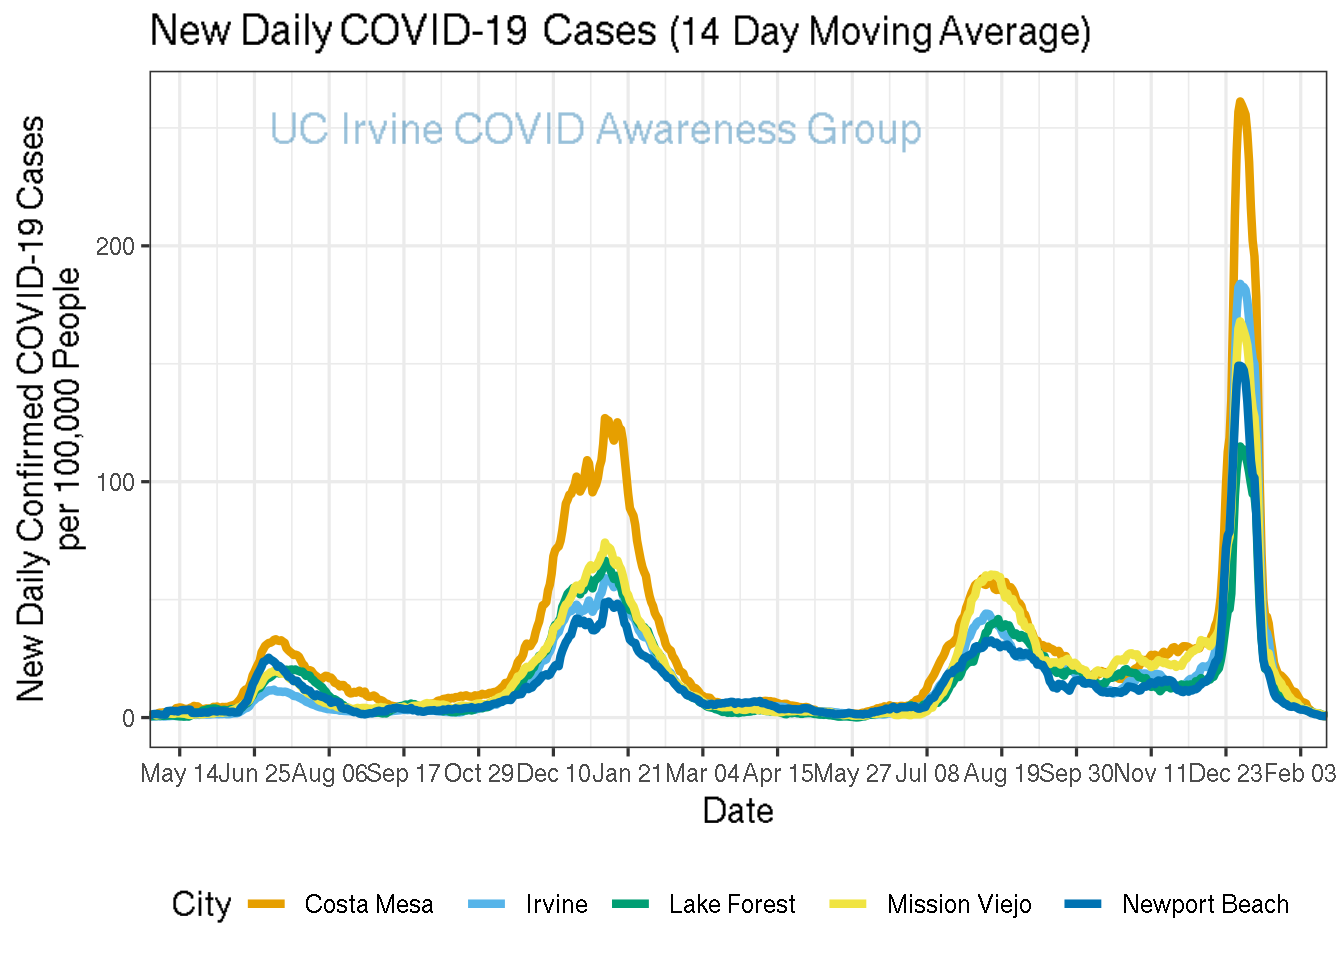 New Daily COVID-19 Cases (14 Day Moving Average)
UC Irvine COVID Awareness Group
New Daily Confirmed COVID-19 Cases
per 100,000 People
200
100
0
May 14 Jun 25 Aug 06 Sep 17 Oct 29 Dec 10 Jan 21 Mar 04 Apr 15 May 27 Jul 08 Aug 19 Sep 30 Nov 11 Dec 23 Feb 03
Date
City Costa Mesa Irvine Lake Forest Mission Viejo Newport Beach